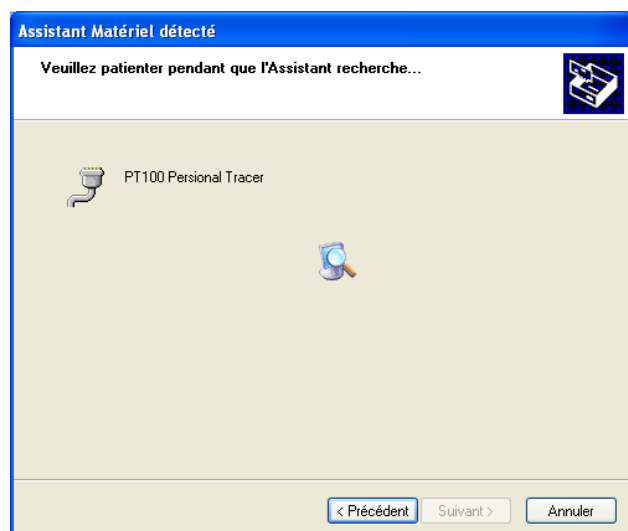 Assistant Matériel détecté
Veuillez patienter pendant que l'Assistant recherche...
PT100 Persional Tracer
< Précédent
Suivant >
Annuler